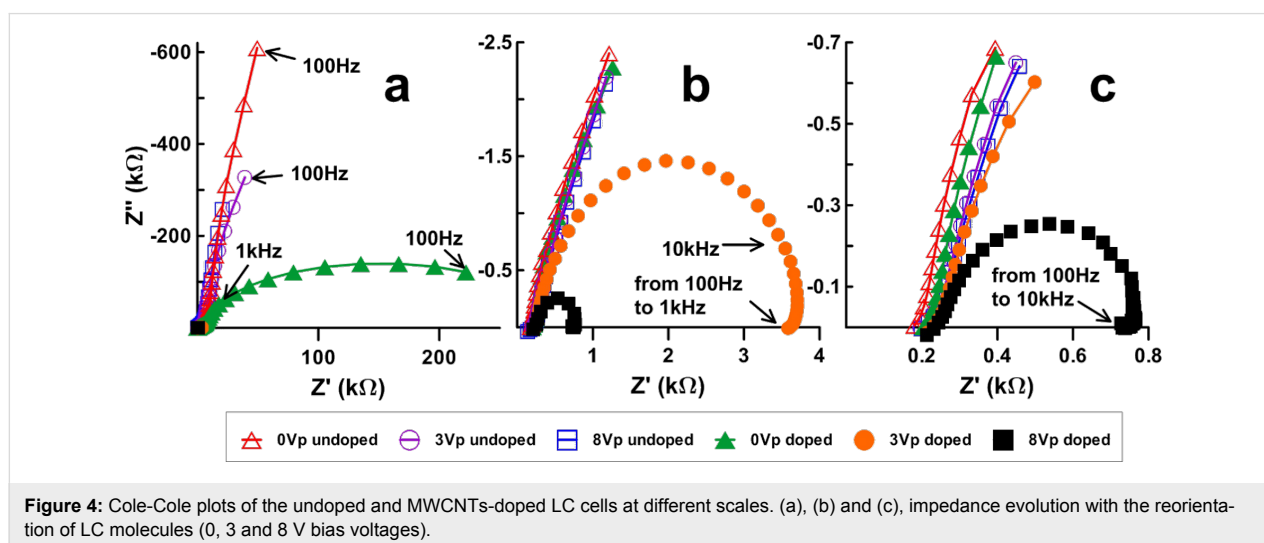 -600
-400
-200
Z'' (kΩ)
100Hz
100Hz
1kHz
100Hz
a
100
200
Z' (kΩ)
-2.5
-1.5
-0.5
b
10kHz
from 100Hz
to 1kHz
1
2
3
4
Z' (kΩ)
-0.7
-0.5
-0.3
-0.1
c
from 100Hz
to 10kHz
0.2
0.4
0.6
0.8
Z' (kΩ)
0Vp undoped 3Vp undoped 8Vp undoped 0Vp doped 3Vp doped 8Vp doped
Figure 4: Cole-Cole plots of the undoped and MWCNTs-doped LC cells at different scales. (a), (b) and (c), impedance evolution with the reorienta-
tion of LC molecules (0, 3 and 8 V bias voltages).